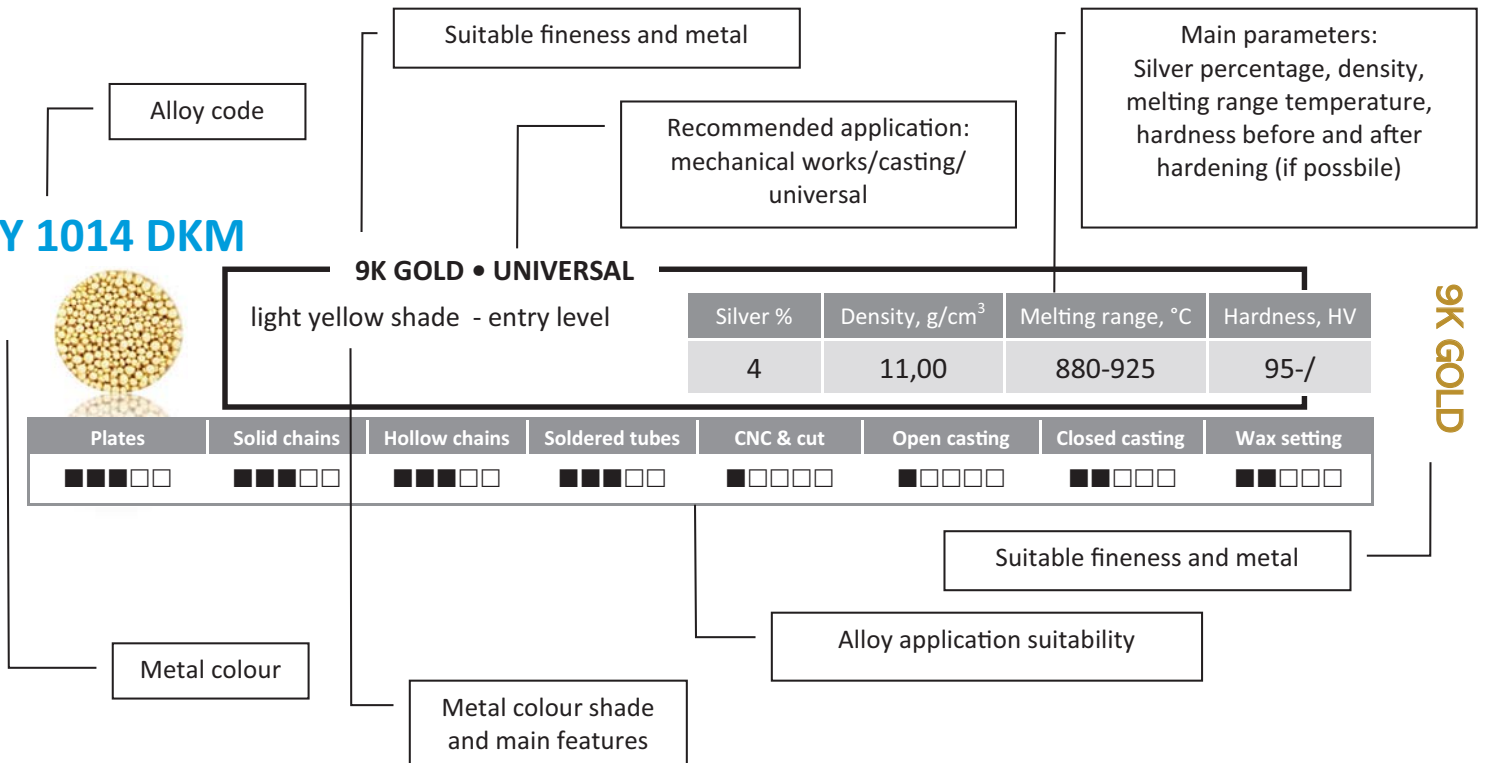 Suitable fineness and metal
Main parameters:
Silver percentage, density,
melting range temperature,
hardness before and after
hardening (if possbile)
Alloy code
Recommended application:
mechanical works/casting/
universal
Y 1014 DKM
9K GOLD • UNIVERSAL
light yellow shade - entry level
Silver % Density, g/cm³ Melting range, °C Hardness, HV
4 11,00 880-925 95-/
9K GOLD
Plates Solid chains Hollow chains Soldered tubes CNC & cut Open casting Closed casting Wax setting
■■■□□ ■■■□□ ■■■□□ ■■■□□ ■□□□□ ■□□□□ ■■□□□ ■■□□□
Suitable fineness and metal
Alloy application suitability
Metal colour
Metal colour shade
and main features